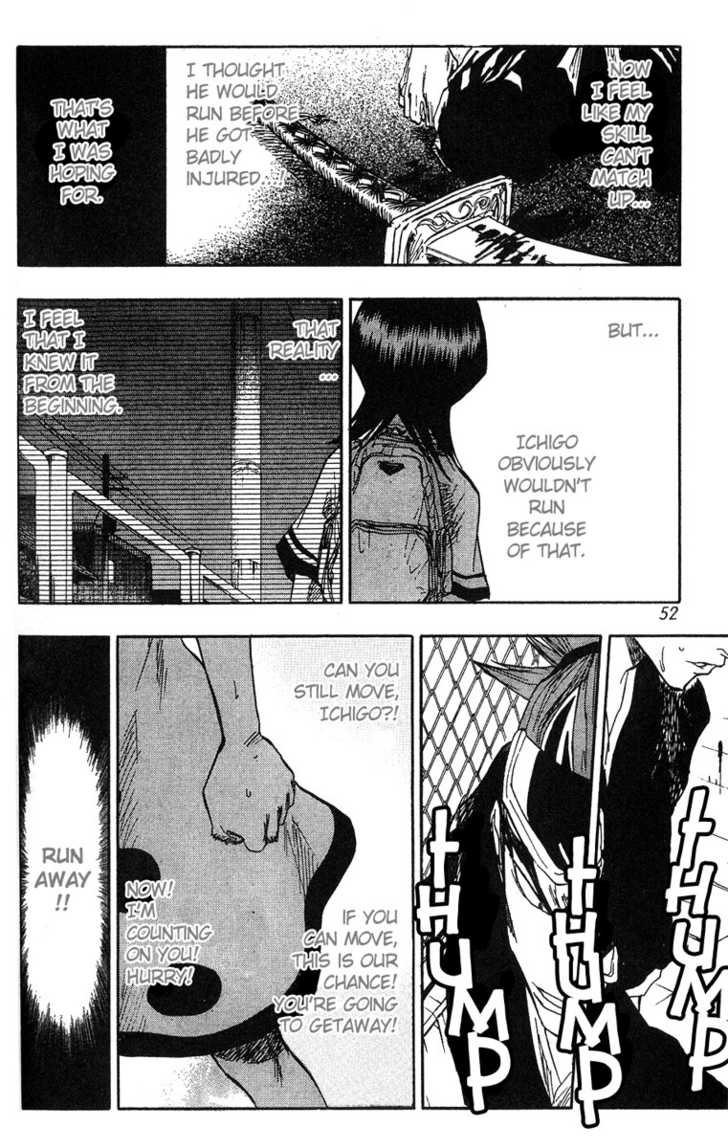 NOW
I FEEL
LIKE MY
SKILL
CAN'T
MATCH
UP...
I THOUGHT
HE WOULD
RUN BEFORE
HE GOT
BADLY
INJURED...!
THAT'S
WHAT
I WAS
HOPING
FOR.
BUT...
ICHIGO
OBVIOUSLY
WOULDN'T
RUN
BECAUSE
OF THAT.
THAT
REALITY
...
I FEEL
THAT I
KNEW IT
FROM THE
BEGINNING.
52
THUMP
THUMP
THUMP
CAN YOU
STILL MOVE,
ICHIGO?!
IF YOU
CAN MOVE,
THIS IS OUR
CHANCE!
YOU'RE GOING
TO GETAWAY!
NOW!
I'M
COUNTING
ON YOU!
HURRY!
RUN
AWAY
!!